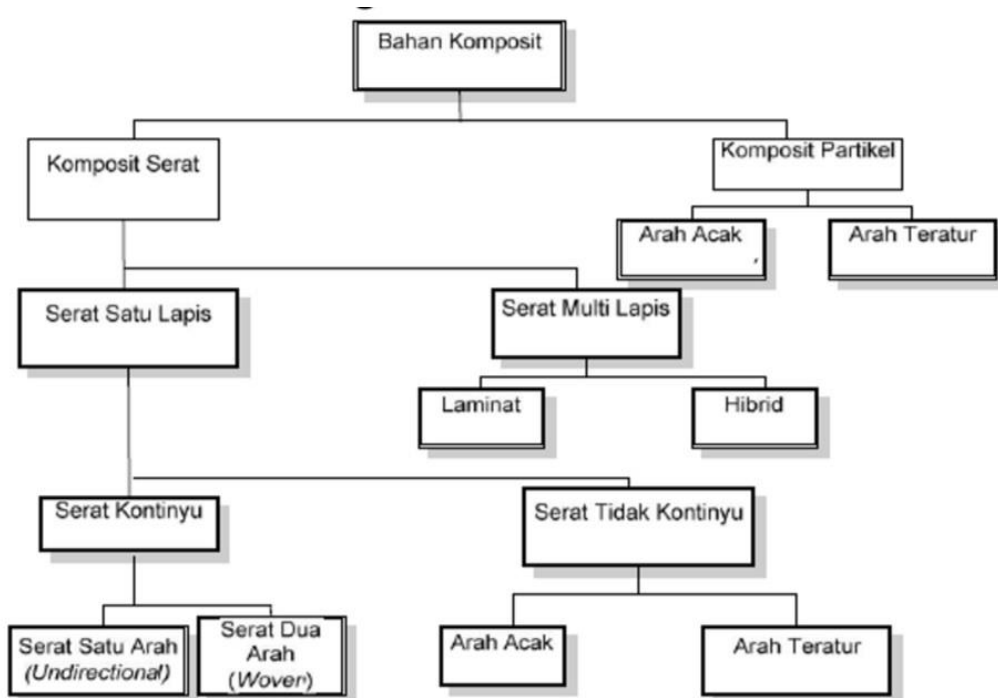 Bahan Komposit
Komposit Serat
Komposit Partikel
Arah Acak
Arah Teratur
Serat Satu Lapis
Serat Multi Lapis
Laminat
Hibrid
Serat Kontinyu
Serat Tidak Kontinyu
Serat Satu Arah
(Undirectional)
Serat Dua
Arah
(Wover)
Arah Acak
Arah Teratur